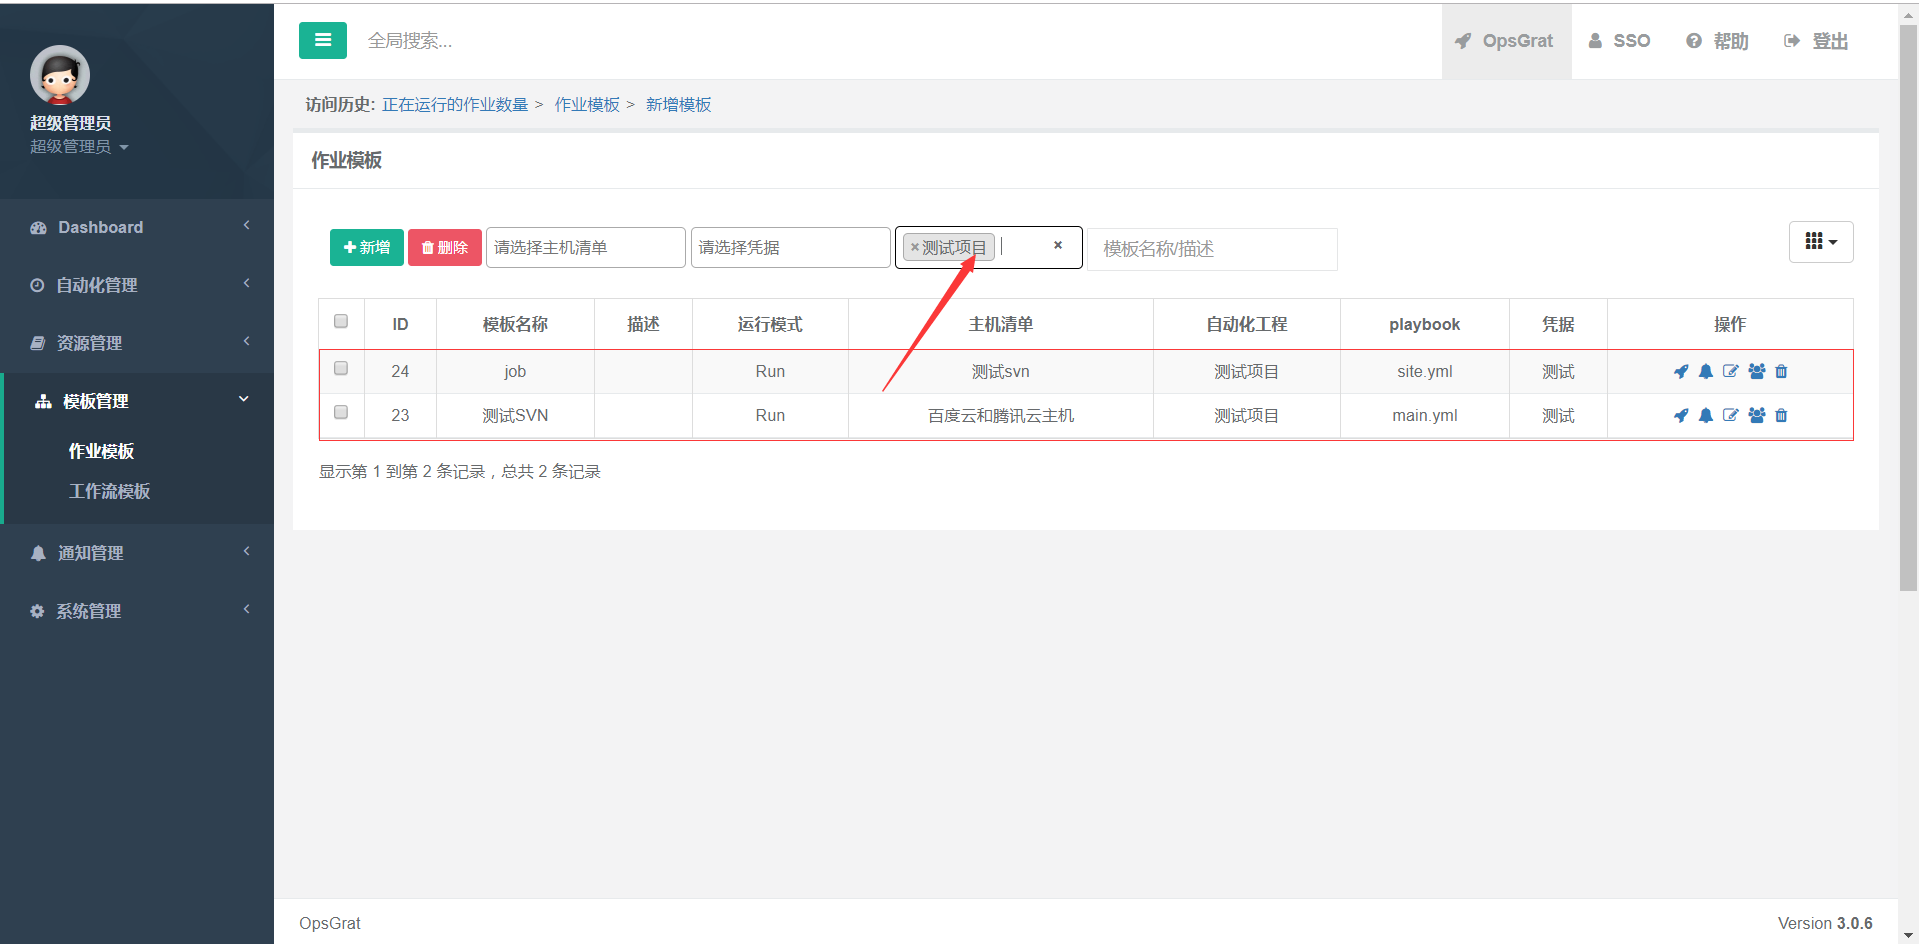 全局搜索...
OpsGrat
SSO
帮助
登出
超级管理员
超级管理员
Dashboard
自动化管理
资源管理
模板管理
作业模板
工作流模板
通知管理
系统管理
访问历史: 正在运行的作业数量 > 作业模板 > 新增模板
作业模板
新增 删除 请选择主机清单 请选择凭据 ×测试项目 × 模板名称/描述
ID 模板名称 描述 运行模式 主机清单 自动化工程 playbook 凭据 操作
24 job Run 测试svn 测试项目 site.yml 测试
23 测试SVN Run 百度云和腾讯云主机 测试项目 main.yml 测试
显示第 1 到第 2 条记录，总共 2 条记录
OpsGrat
Version 3.0.6